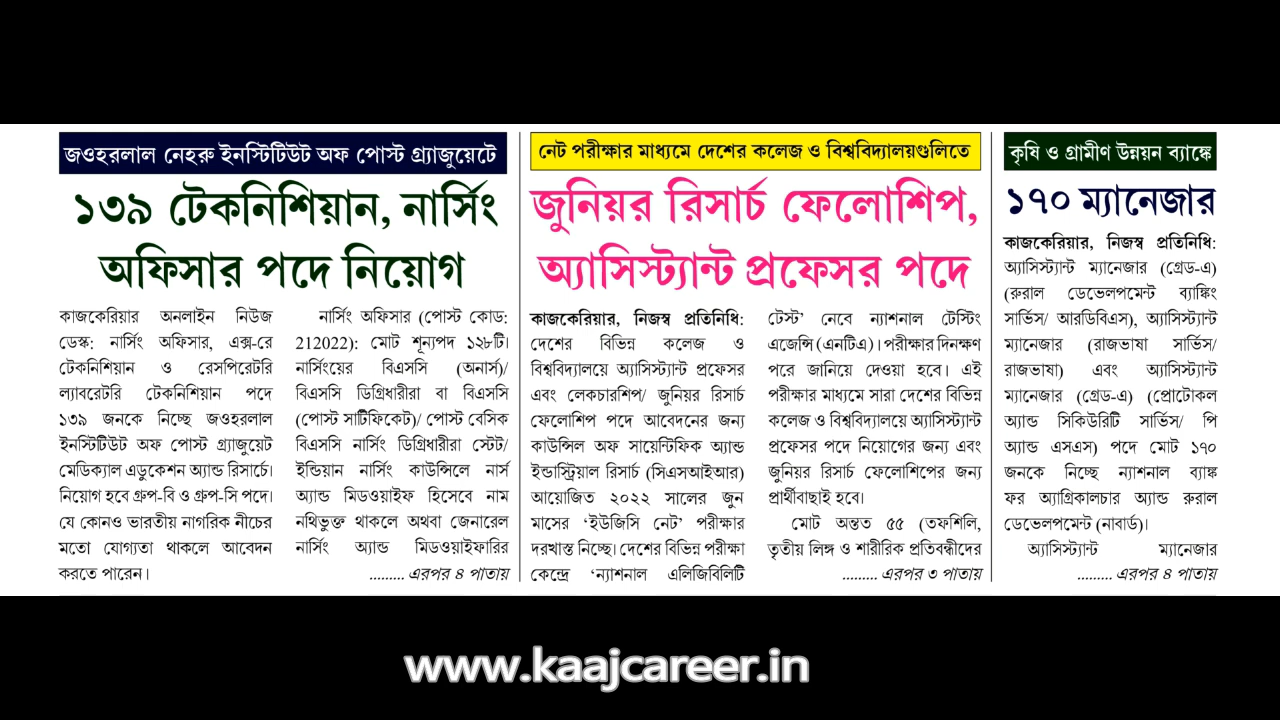 জওহরলাল নেহরু ইনস্টিটিউট অফ পোস্ট গ্র্যাজুয়েটে
১৩৯ টেকনিশিয়ান, নার্সিং
অফিসার পদে নিয়োগ
কাজকেরিয়ার অনলাইন নিউজ
ডেস্ক: নার্সিং অফিসার, এক্স-রে
টেকনিশিয়ান ও রেসপিরেটরি
ল্যাবরেটরি টেকনিশিয়ান পদে
১৩৯ জনকে নিচ্ছে জওহরলাল
ইনস্টিটিউট অফ পোস্ট গ্র্যাজুয়েট
মেডিক্যাল এডুকেশন অ্যান্ড রিসার্চে।
নিয়োগ হবে গ্রুপ-বি ও গ্রুপ-সি পদে।
যে কোনও ভারতীয় নাগরিক নীচের
মতো যোগ্যতা থাকলে আবেদন
করতে পারেন।
নার্সিং অফিসার (পোস্ট কোড:
212022): মোট শূন্যপদ ১২৮টি।
নার্সিংয়ের বিএসসি (অনার্স)/
বিএসসি ডিগ্রিধারীরা বা বিএসসি
(পোস্ট সার্টিফিকেট)/ পোস্ট বেসিক
বিএসসি নার্সিং ডিগ্রিধারীরা স্টেট/
ইন্ডিয়ান নার্সিং কাউন্সিলে নার্স
অ্যান্ড মিডওয়াইফ হিসেবে নাম
নথিভুক্ত থাকলে অথবা জেনারেল
নার্সিং অ্যান্ড মিডওয়াইফারির
......... এরপর ৪ পাতায়
নেট পরীক্ষার মাধ্যমে দেশের কলেজ ও বিশ্ববিদ্যালয়গুলিতে
জুনিয়র রিসার্চ ফেলোশিপ,
অ্যাসিস্ট্যান্ট প্রফেসর পদে
কাজকেরিয়ার, নিজস্ব প্রতিনিধি:
দেশের বিভিন্ন কলেজ ও
বিশ্ববিদ্যালয়ে অ্যাসিস্ট্যান্ট প্রফেসর
এবং লেকচারশিপ/ জুনিয়র রিসার্চ
ফেলোশিপ পদে আবেদনের জন্য
কাউন্সিল অফ সায়েন্টিফিক অ্যান্ড
ইন্ডাস্ট্রিয়াল রিসার্চ (সিএসআইআর)
আয়োজিত ২০২২ সালের জুন
মাসের ‘ইউজিসি নেট’ পরীক্ষার
দরখাস্ত নিচ্ছে। দেশের বিভিন্ন পরীক্ষা
কেন্দ্রে ‘ন্যাশনাল এলিজিবিলিটি
টেস্ট’ নেবে ন্যাশনাল টেস্টিং
এজেন্সি (এনটিএ)। পরীক্ষার দিনক্ষণ
পরে জানিয়ে দেওয়া হবে। এই
পরীক্ষার মাধ্যমে সারা দেশের বিভিন্ন
কলেজ ও বিশ্ববিদ্যালয়ে অ্যাসিস্ট্যান্ট
প্রফেসর পদে নিয়োগের জন্য এবং
জুনিয়র রিসার্চ ফেলোশিপের জন্য
প্রার্থীবাছাই হবে।
মোট অন্তত ৫৫ (তফশিলি,
তৃতীয় লিঙ্গ ও শারীরিক প্রতিবন্ধীদের
......... এরপর ৩ পাতায়
কৃষি ও গ্রামীণ উন্নয়ন ব্যাঙ্কে
১৭০ ম্যানেজার
কাজকেরিয়ার, নিজস্ব প্রতিনিধি:
অ্যাসিস্ট্যান্ট ম্যানেজার (গ্রেড-এ)
(রুরাল ডেভেলপমেন্ট ব্যাঙ্কিং
সার্ভিস/ আরডিবিএস), অ্যাসিস্ট্যান্ট
ম্যানেজার (রাজভাষা সার্ভিস/
রাজভাষা) এবং অ্যাসিস্ট্যান্ট
ম্যানেজার (গ্রেড-এ) (প্রোটোকল
অ্যান্ড সিকিউরিটি সার্ভিস/ পি
অ্যান্ড এসএস) পদে মোট ১৭০
জনকে নিচ্ছে ন্যাশনাল ব্যাঙ্ক
ফর অ্যাগ্রিকালচার অ্যান্ড রুরাল
ডেভেলপমেন্ট (নাবার্ড)।
অ্যাসিস্ট্যান্ট ম্যানেজার
......... এরপর ৪ পাতায়
www.kaajcareer.in